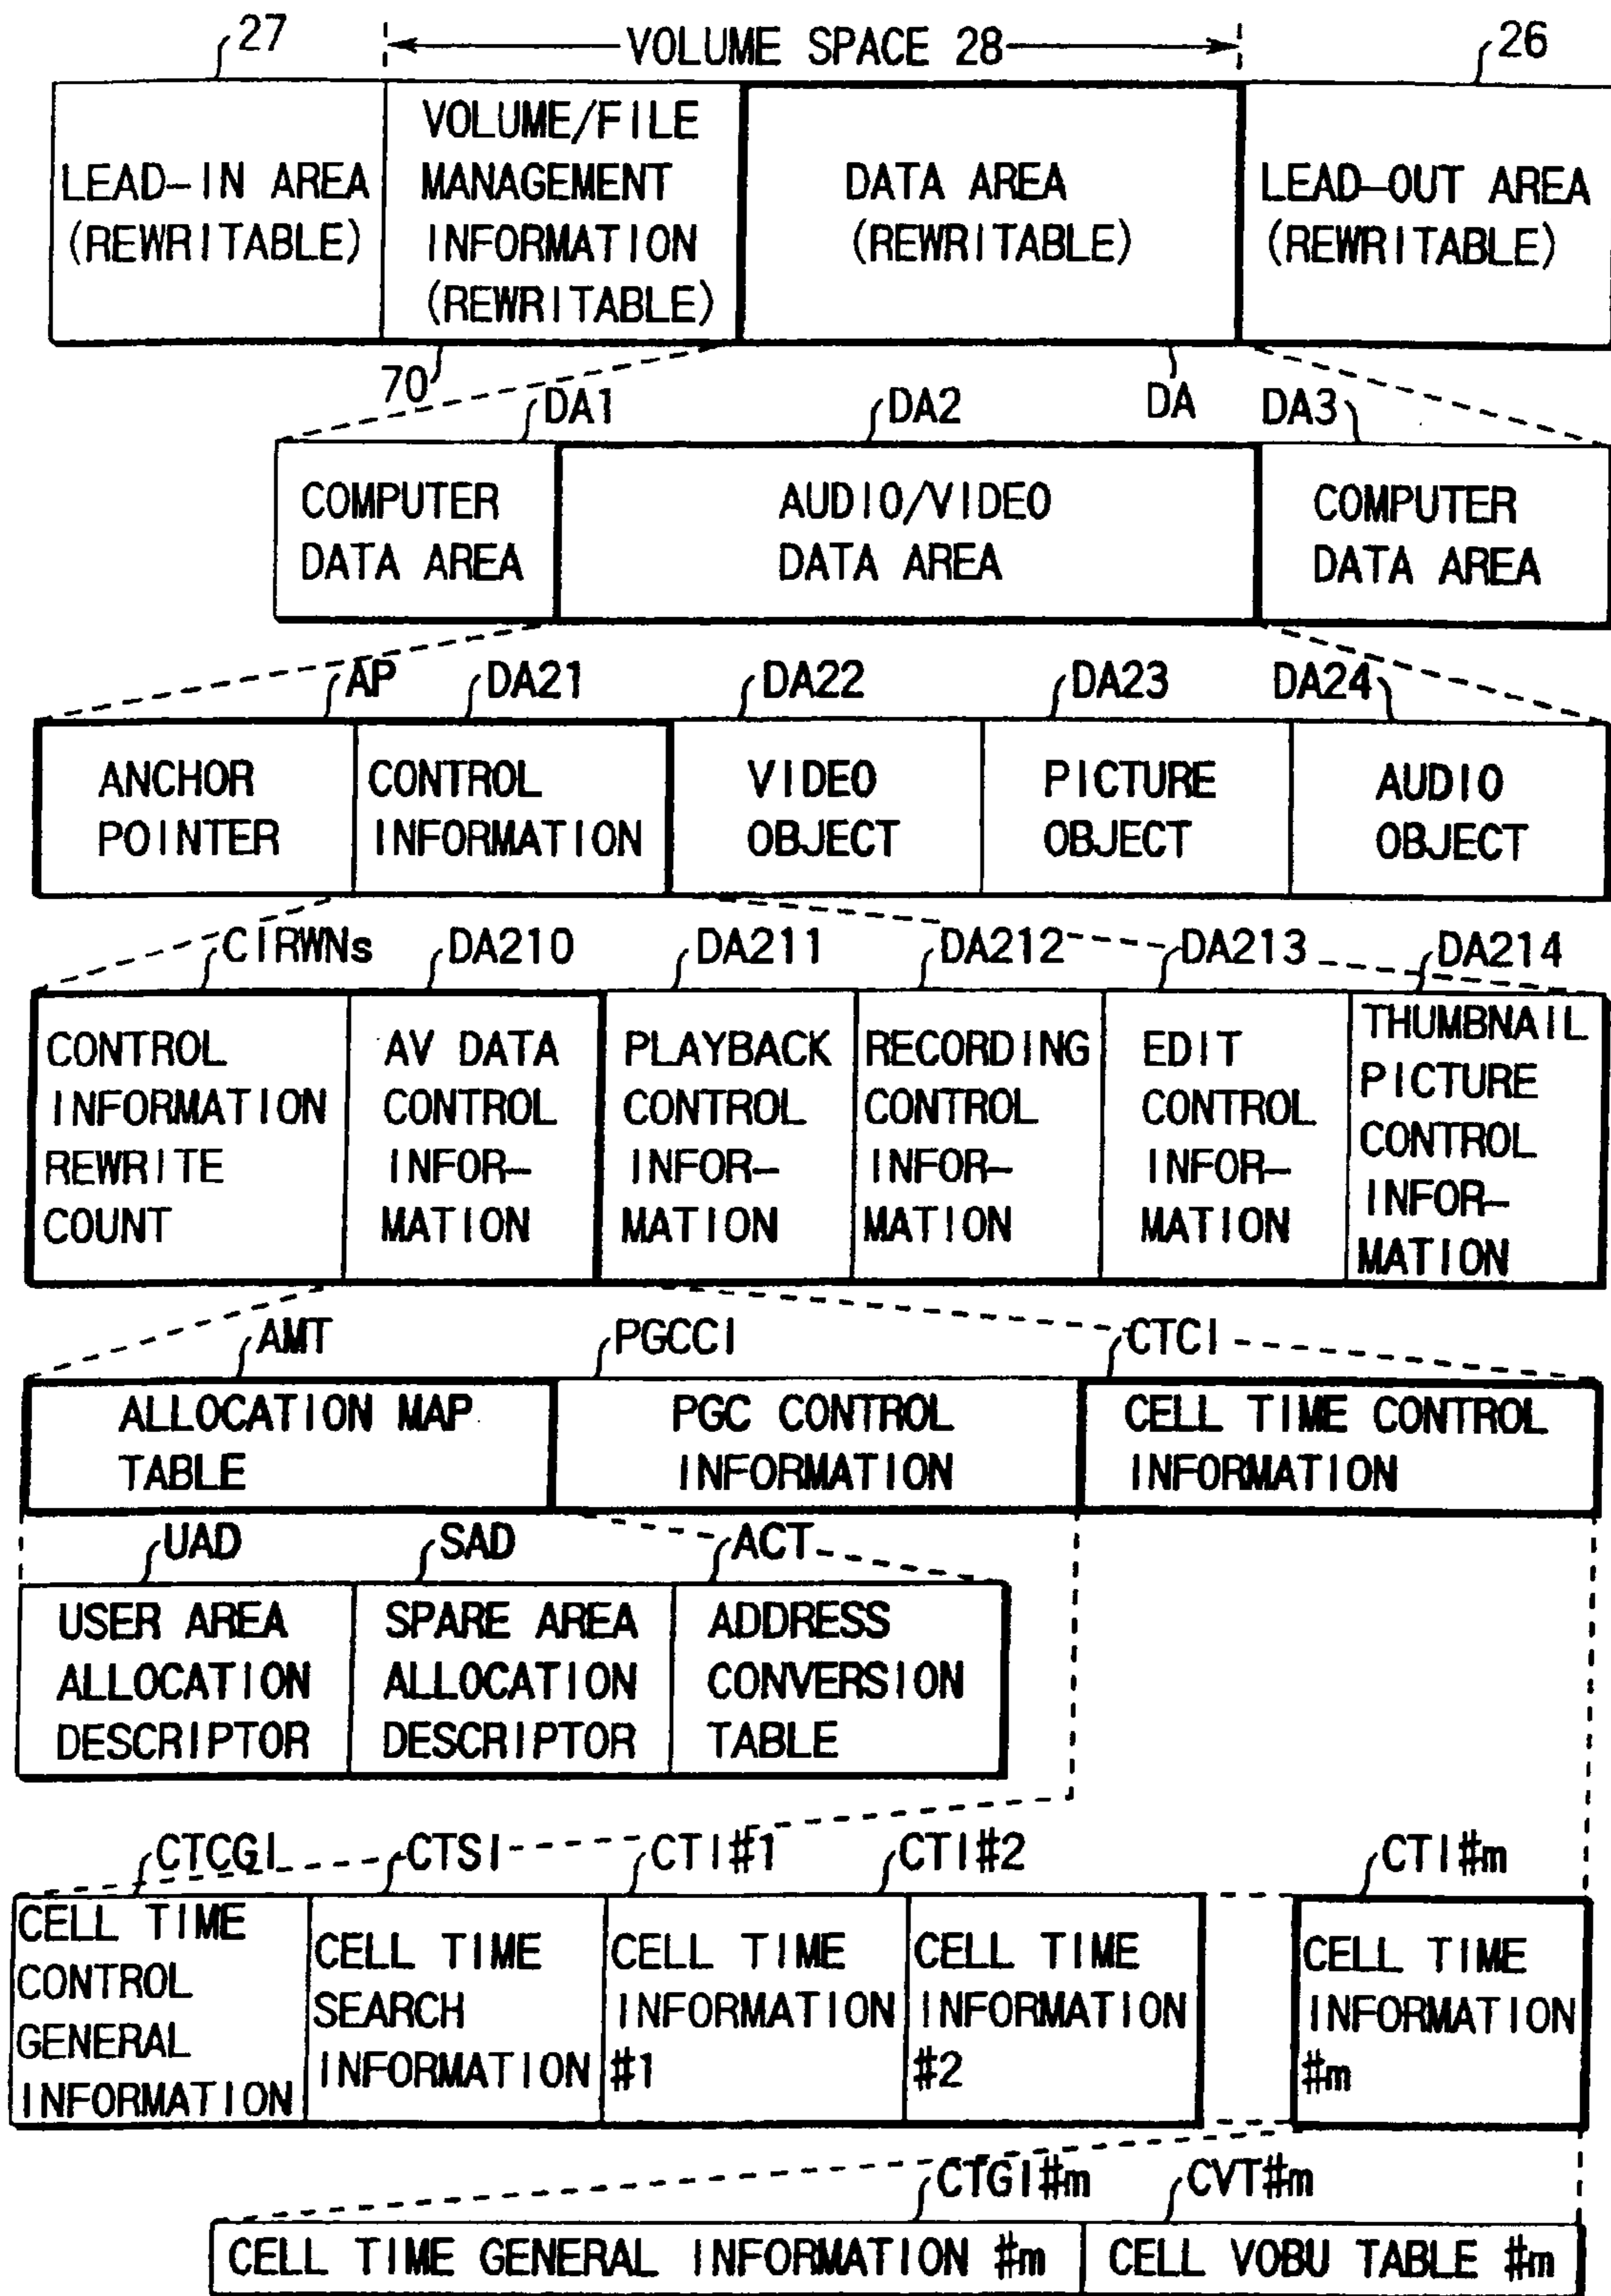 27
VOLUME SPACE 28
26
LEAD-IN AREA
(REWRITABLE)
VOLUME/FILE
MANAGEMENT
INFORMATION
(REWRITABLE)
DATA AREA
(REWRITABLE)
LEAD-OUT AREA
(REWRITABLE)
70
DA1
DA2
DA
DA3
COMPUTER
DATA AREA
AUDIO/VIDEO
DATA AREA
COMPUTER
DATA AREA
AP
DA21
DA22
DA23
DA24
ANCHOR
POINTER
CONTROL
INFORMATION
VIDEO
OBJECT
PICTURE
OBJECT
AUDIO
OBJECT
CIRWNs
DA210
DA211
DA212
DA213
DA214
CONTROL
INFORMATION
REWRITE
COUNT
AV DATA
CONTROL
INFOR-
MATION
PLAYBACK
CONTROL
INFOR-
MATION
RECORDING
CONTROL
INFOR-
MATION
EDIT
CONTROL
INFOR-
MATION
THUMBNAIL
PICTURE
CONTROL
INFOR-
MATION
AMT
PGCCI
CTCI
ALLOCATION MAP
TABLE
PGC CONTROL
INFORMATION
CELL TIME CONTROL
INFORMATION
UAD
SAD
ACT
USER AREA
ALLOCATION
DESCRIPTOR
SPARE AREA
ALLOCATION
DESCRIPTOR
ADDRESS
CONVERSION
TABLE
CTCGI
CTSI
CTI#1
CTI#2
CTI#m
CELL TIME
CONTROL
GENERAL
INFORMATION
CELL TIME
SEARCH
INFORMATION
CELL TIME
INFORMATION
#1
CELL TIME
INFORMATION
#2
CELL TIME
INFORMATION
#m
CTGI#m
CVT#m
CELL TIME GENERAL INFORMATION #m
CELL VOBU TABLE #m